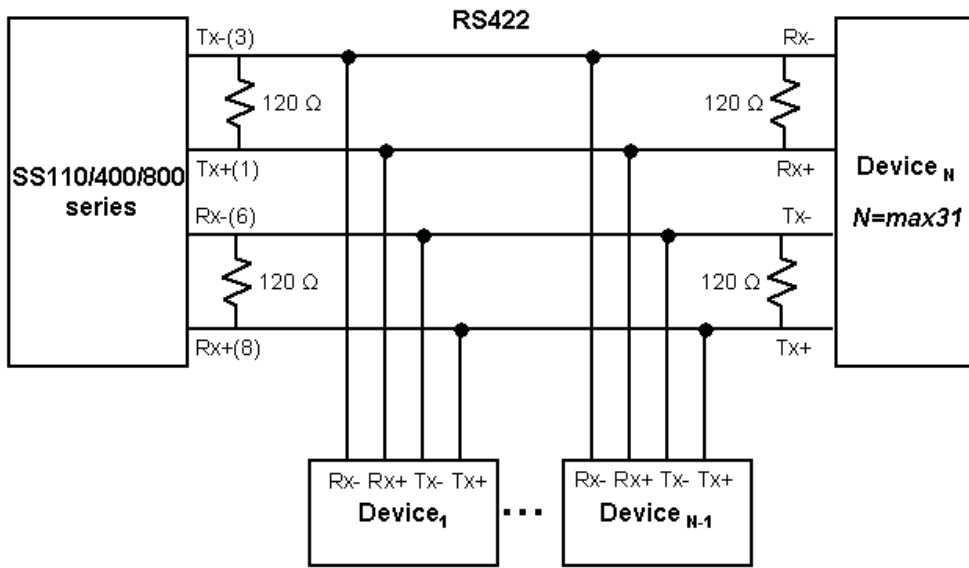 RS422
Tx-(3)
Rx-
120 Ω
120 Ω
SS110/400/800
series
Tx+(1)
Rx+
Device N
N=max31
Rx-(6)
Tx-
120 Ω
120 Ω
Rx+(8)
Tx+
Rx- Rx+ Tx- Tx+
Device1
...
Rx- Rx+ Tx- Tx+
Device N-1